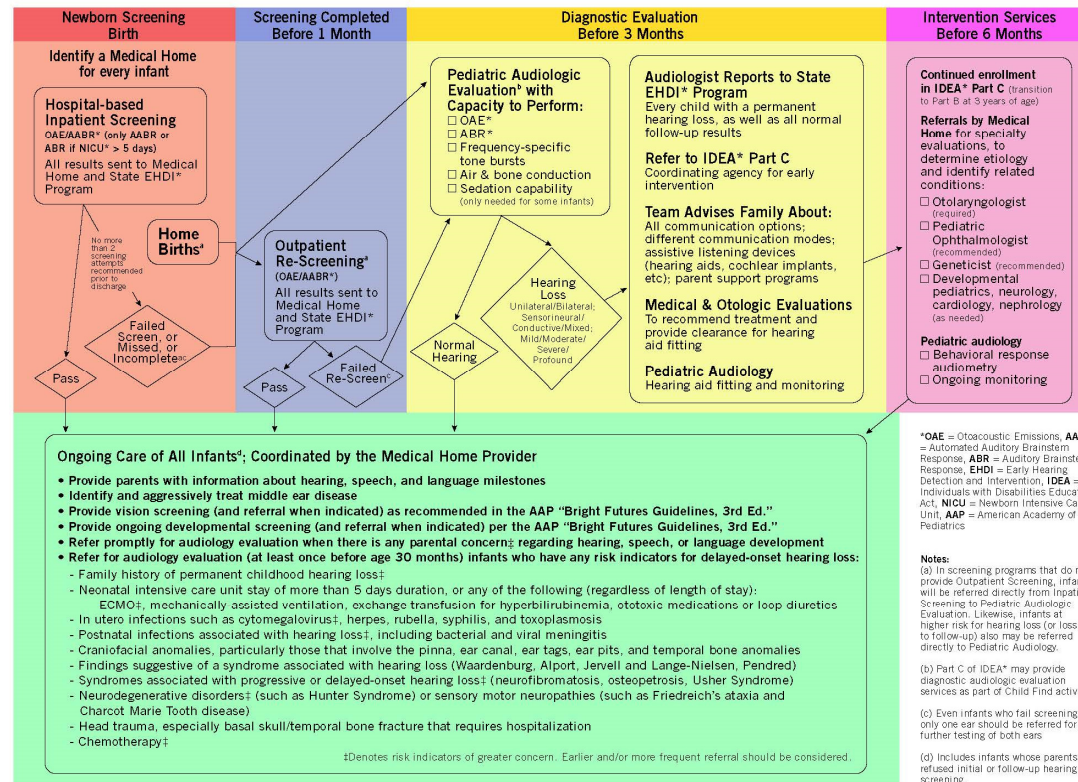 Newborn Screening
Birth
Screening Completed
Before 1 Month
Diagnostic Evaluation
Before 3 Months
Intervention Services
Before 6 Months
Identify a Medical Home
for every infant
Hospital-based
Inpatient Screening
OAE/AABR* (only AABR or
ABR if NICU* > 5 days)
All results sent to Medical
Home and State EHDI*
Program
No more
than 2
screening
attempts
recommended
prior to
discharge
Home
Birthsª
Failed
Screen, or
Missed, or
Incompleteªᶜ
Pass
Outpatient
Re-Screeningª
(OAE/AABR*)
All results sent to
Medical Home
and State EHDI*
Program
Pass
Failed
Re-Screenᶜ
Pediatric Audiologic
Evaluationᵇ with
Capacity to Perform:
☐ OAE*
☐ ABR*
☐ Frequency-specific
tone bursts
☐ Air & bone conduction
☐ Sedation capability
(only needed for some infants)
Normal
Hearing
Hearing
Loss
Unilateral/Bilateral;
Sensorineural/
Conductive/Mixed;
Mild/Moderate/
Severe/
Profound
Audiologist Reports to State
EHDI* Program
Every child with a permanent
hearing loss, as well as all normal
follow-up results
Refer to IDEA* Part C
Coordinating agency for early
intervention
Team Advises Family About:
All communication options;
different communication modes;
assistive listening devices
(hearing aids, cochlear implants,
etc); parent support programs
Medical & Otologic Evaluations
To recommend treatment and
provide clearance for hearing
aid fitting
Pediatric Audiology
Hearing aid fitting and monitoring
Continued enrollment
in IDEA* Part C (transition
to Part B at 3 years of age)
Referrals by Medical
Home for specialty
evaluations, to
determine etiology
and identify related
conditions:
☐ Otolaryngologist
(required)
☐ Pediatric
Ophthalmologist
(recommended)
☐ Geneticist (recommended)
☐ Developmental
pediatrics, neurology,
cardiology, nephrology
(as needed)
Pediatric audiology
☐ Behavioral response
audiometry
☐ Ongoing monitoring
Ongoing Care of All Infantsᵈ; Coordinated by the Medical Home Provider
• Provide parents with information about hearing, speech, and language milestones
• Identify and aggressively treat middle ear disease
• Provide vision screening (and referral when indicated) as recommended in the AAP “Bright Futures Guidelines, 3rd Ed.”
• Provide ongoing developmental screening (and referral when indicated) per the AAP “Bright Futures Guidelines, 3rd Ed.”
• Refer promptly for audiology evaluation when there is any parental concern‡ regarding hearing, speech, or language development
• Refer for audiology evaluation (at least once before age 30 months) infants who have any risk indicators for delayed-onset hearing loss:
- Family history of permanent childhood hearing loss‡
- Neonatal intensive care unit stay of more than 5 days duration, or any of the following (regardless of length of stay):
ECMO‡, mechanically assisted ventilation, exchange transfusion for hyperbilirubinemia, ototoxic medications or loop diuretics
- In utero infections such as cytomegalovirus‡, herpes, rubella, syphilis, and toxoplasmosis
- Postnatal infections associated with hearing loss‡, including bacterial and viral meningitis
- Craniofacial anomalies, particularly those that involve the pinna, ear canal, ear tags, ear pits, and temporal bone anomalies
- Findings suggestive of a syndrome associated with hearing loss (Waardenburg, Alport, Jervell and Lange-Nielsen, Pendred)
- Syndromes associated with progressive or delayed-onset hearing loss‡ (neurofibromatosis, osteopetrosis, Usher Syndrome)
- Neurodegenerative disorders‡ (such as Hunter Syndrome) or sensory motor neuropathies (such as Friedreich’s ataxia and
Charcot Marie Tooth disease)
- Head trauma, especially basal skull/temporal bone fracture that requires hospitalization
- Chemotherapy‡
‡Denotes risk indicators of greater concern. Earlier and/or more frequent referral should be considered.
*OAE = Otoacoustic Emissions,
= Automated Auditory Brainstem
Response, ABR = Auditory
Response, EHDI = Early Hearing
Detection and Intervention, IDEA =
Individuals with Disabilities
Act, NICU = Newborn Intensive
Unit, AAP = American Academy of
Pediatrics
Notes:
(a) In screening programs that do
provide Outpatient Screening,
will be referred directly from
Screening to Pediatric Audiologic
Evaluation. Likewise, infants at
higher risk for hearing loss (or loss
to follow-up) also may be referred
directly to Pediatric Audiology.
(b) Part C of IDEA* may provide
diagnostic audiologic evaluation
services as part of Child Find
(c) Even infants who fail screening
only one ear should be referred for
further testing of both ears
(d) Includes infants whose parents
refused initial or follow-up hearing
screening